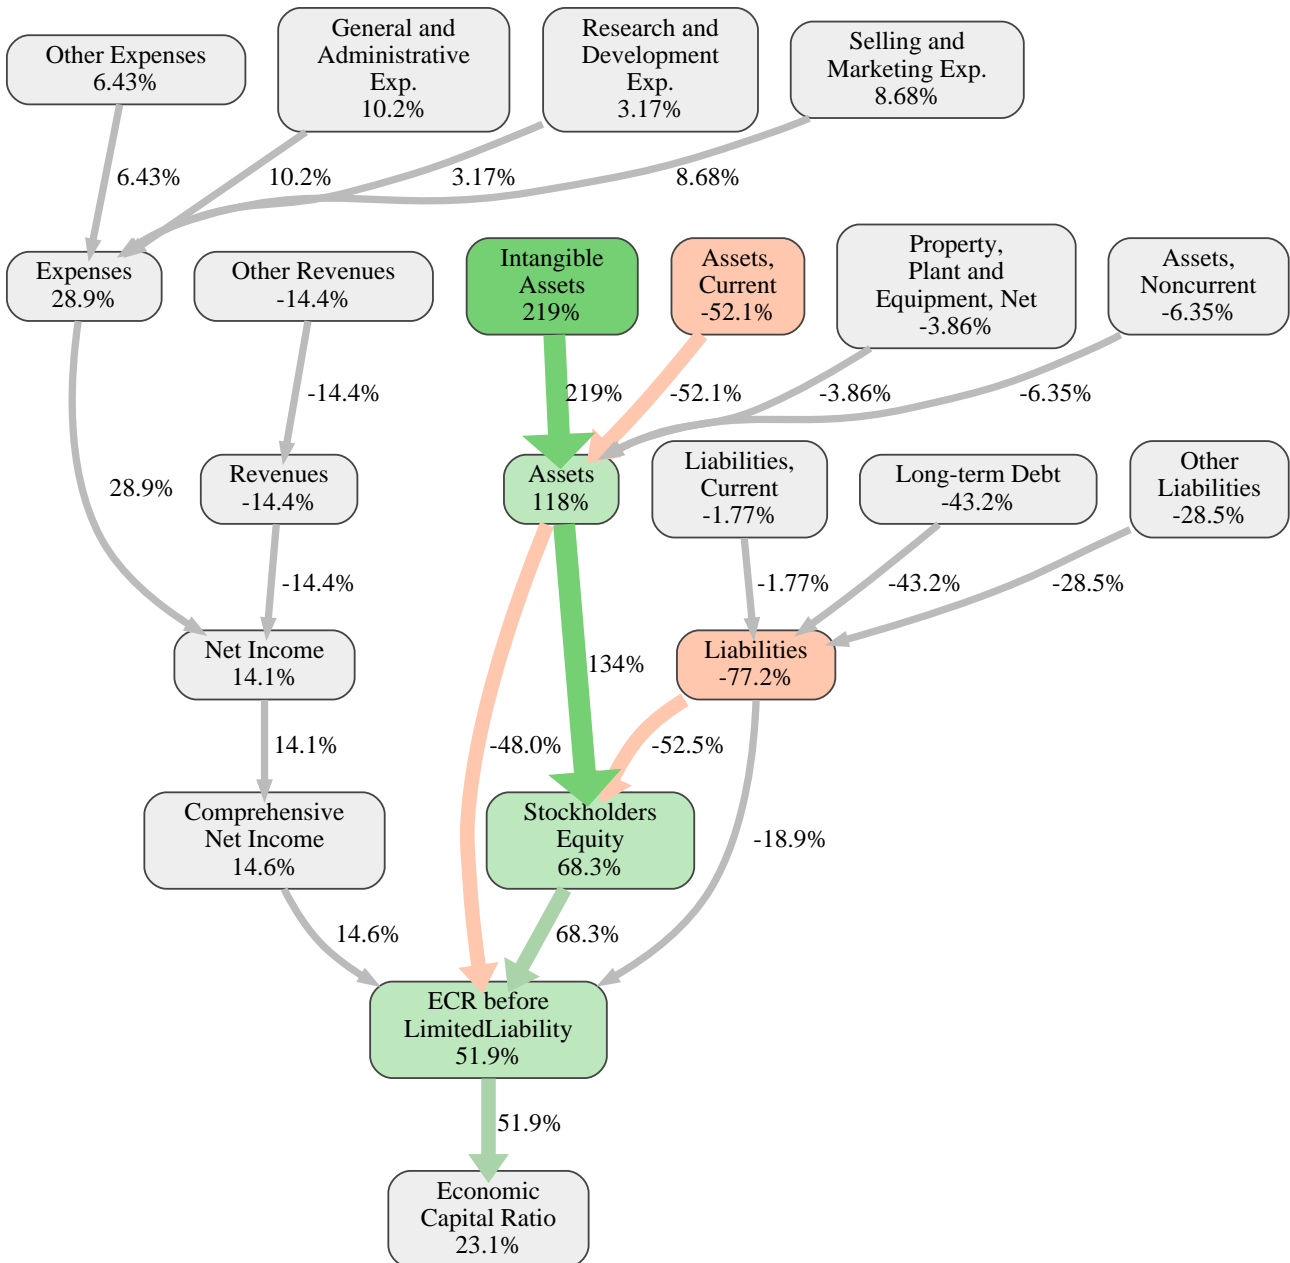 Other Expenses
6.43%
General and
Administrative
Exp.
10.2%
Research and
Development
Exp.
3.17%
Selling and
Marketing Exp.
8.68%
6.43%
10.2%
3.17%
8.68%
Expenses
28.9%
Other Revenues
-14.4%
Intangible
Assets
219%
Assets,
Current
-52.1%
Property,
Plant and
Equipment, Net
-3.86%
Assets,
Noncurrent
-6.35%
-14.4%
219%
-52.1%
-3.86%
-6.35%
28.9%
Revenues
-14.4%
Assets
118%
Liabilities,
Current
-1.77%
Long-term Debt
-43.2%
Other
Liabilities
-28.5%
-14.4%
-1.77%
-43.2%
-28.5%
Net Income
14.1%
134%
Liabilities
-77.2%
14.1%
-48.0%
-52.5%
Comprehensive
Net Income
14.6%
Stockholders
Equity
68.3%
-18.9%
14.6%
68.3%
ECR before
LimitedLiability
51.9%
51.9%
Economic
Capital Ratio
23.1%